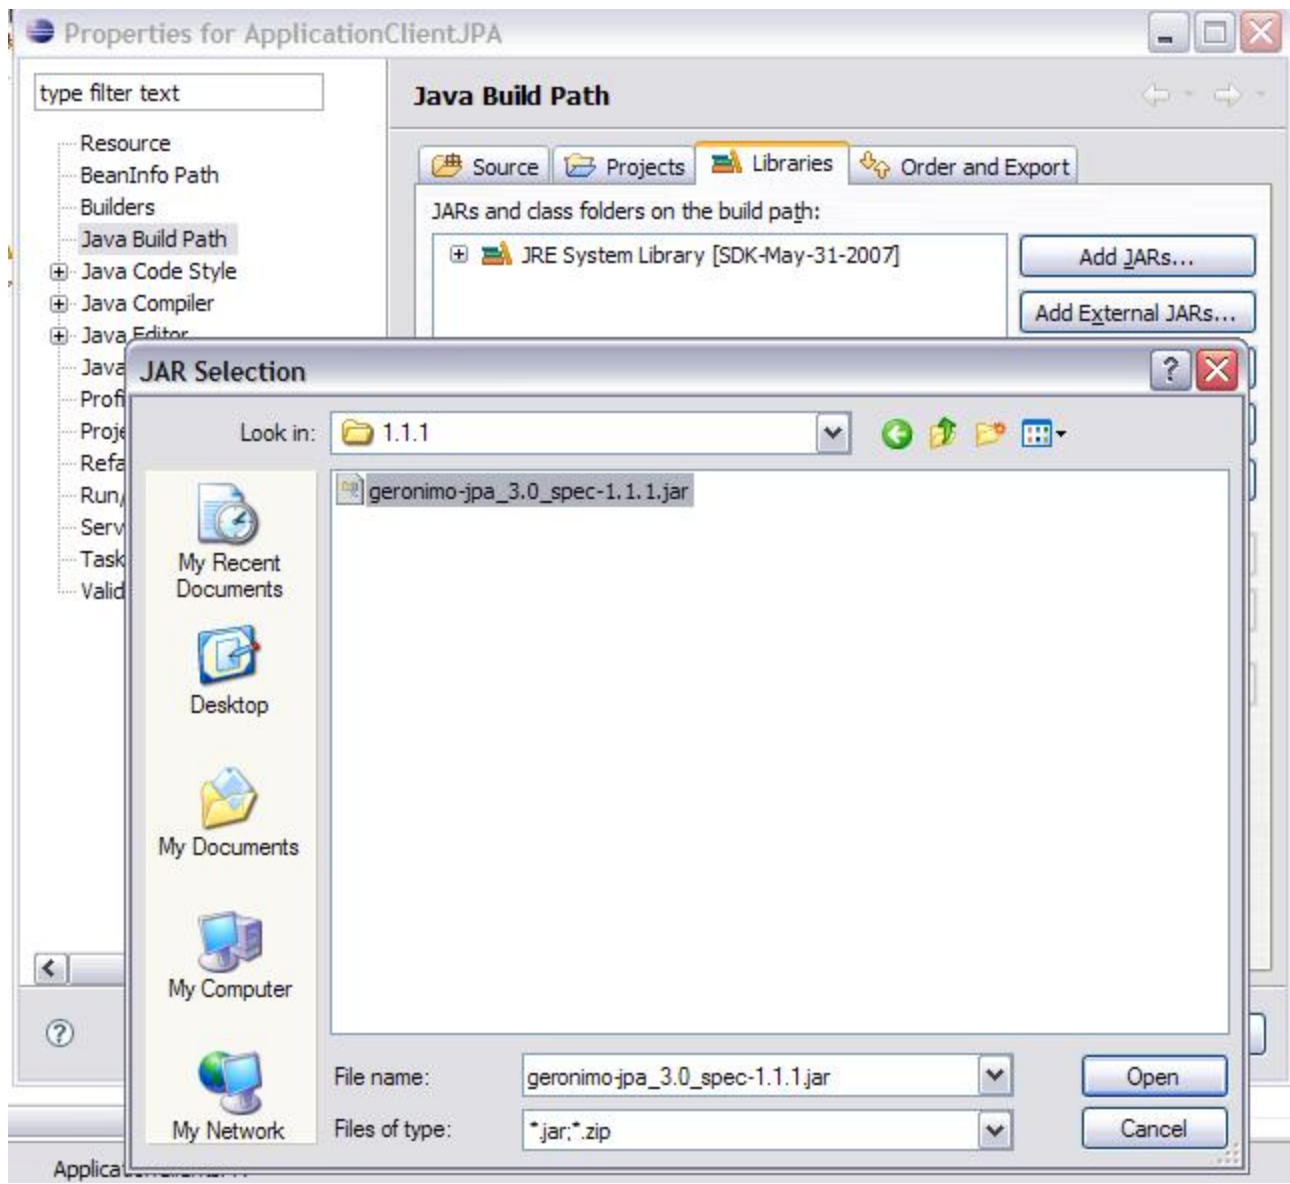 Properties for ApplicationClientJPA
type filter text
Java Build Path
Resource
BeanInfo Path
Builders
Java Build Path
Java Code Style
Java Compiler
Java Editor
Java
Source
Projects
Libraries
Order and Export
JARs and class folders on the build path:
JRE System Library [SDK-May-31-2007]
Add JARs...
Add External JARs...
JAR Selection
?
Look in:
1.1.1
geronimo-jpa_3.0_spec-1.1.1.jar
My Recent
Documents
Desktop
My Documents
My Computer
My Network
File name:
geronimo-jpa_3.0_spec-1.1.1.jar
Open
Files of type:
*.jar;*.zip
Cancel
?